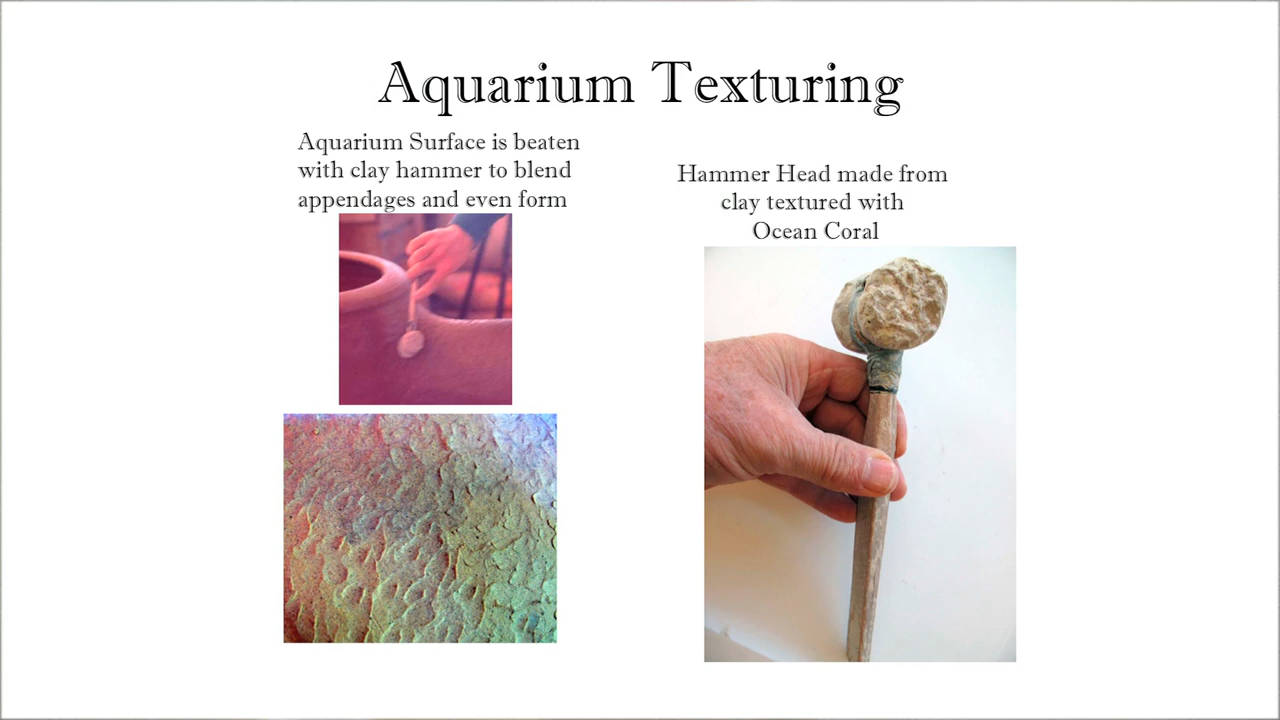 Aquarium Texturing
Aquarium Surface is beaten
with clay hammer to blend
appendages and even form
Hammer Head made from
clay textured with
Ocean Coral